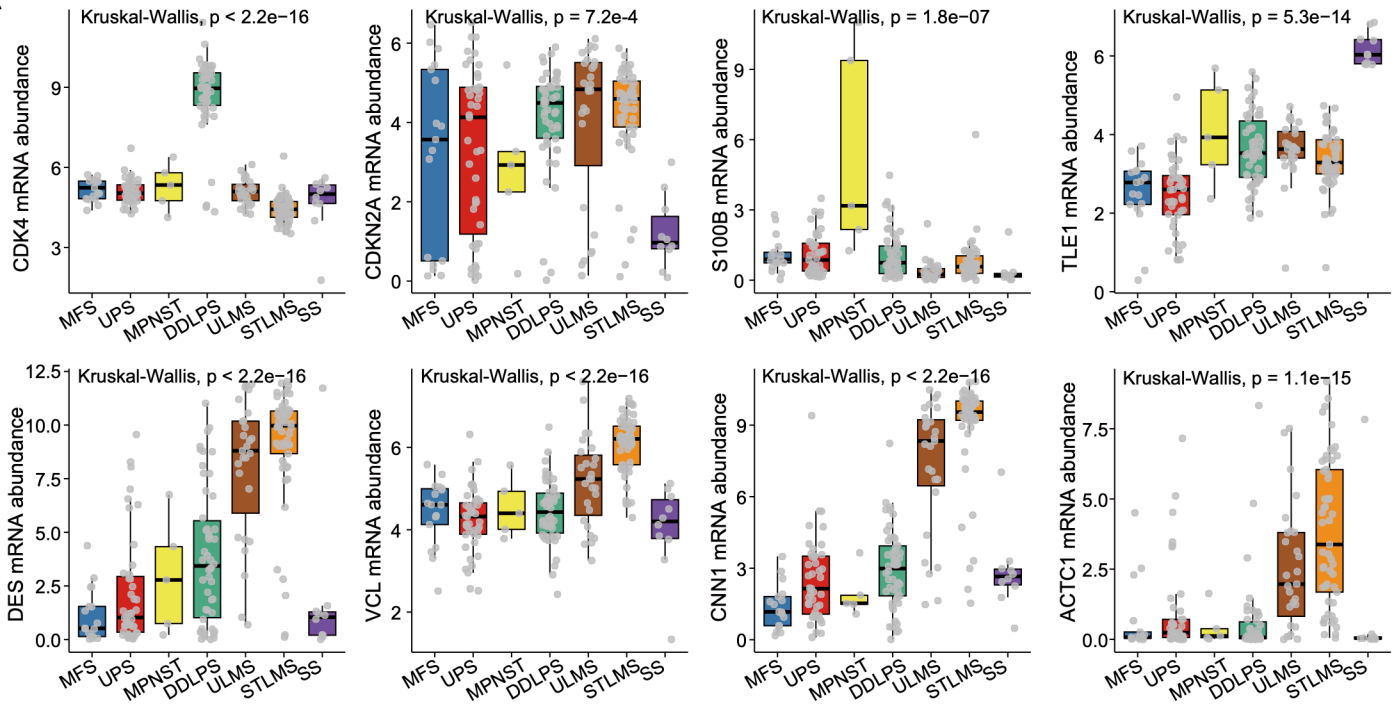 Kruskal-Wallis, p < 2.2e−16
CDK4 mRNA abundance
9
6
3
MFS
UPS
MPNST
DDLPS
ULMS
STLMS
SS
Kruskal-Wallis, p = 7.2e-4
CDKN2A mRNA abundance
6
4
2
0
MFS
UPS
MPNST
DDLPS
ULMS
STLMS
SS
Kruskal-Wallis, p = 1.8e−07
S100B mRNA abundance
9
6
3
0
MFS
UPS
MPNST
DDLPS
ULMS
STLMS
SS
Kruskal-Wallis, p = 5.3e−14
TLE1 mRNA abundance
6
4
2
0
MFS
UPS
MPNST
DDLPS
ULMS
STLMS
SS
Kruskal-Wallis, p < 2.2e−16
DES mRNA abundance
12.5
10.0
7.5
5.0
2.5
0.0
MFS
UPS
MPNST
DDLPS
ULMS
STLMS
SS
Kruskal-Wallis, p < 2.2e−16
VCL mRNA abundance
6
4
2
MFS
UPS
MPNST
DDLPS
ULMS
STLMS
SS
Kruskal-Wallis, p < 2.2e−16
CNN1 mRNA abundance
9
6
3
0
MFS
UPS
MPNST
DDLPS
ULMS
STLMS
SS
Kruskal-Wallis, p = 1.1e−15
ACTC1 mRNA abundance
7.5
5.0
2.5
0.0
MFS
UPS
MPNST
DDLPS
ULMS
STLMS
SS